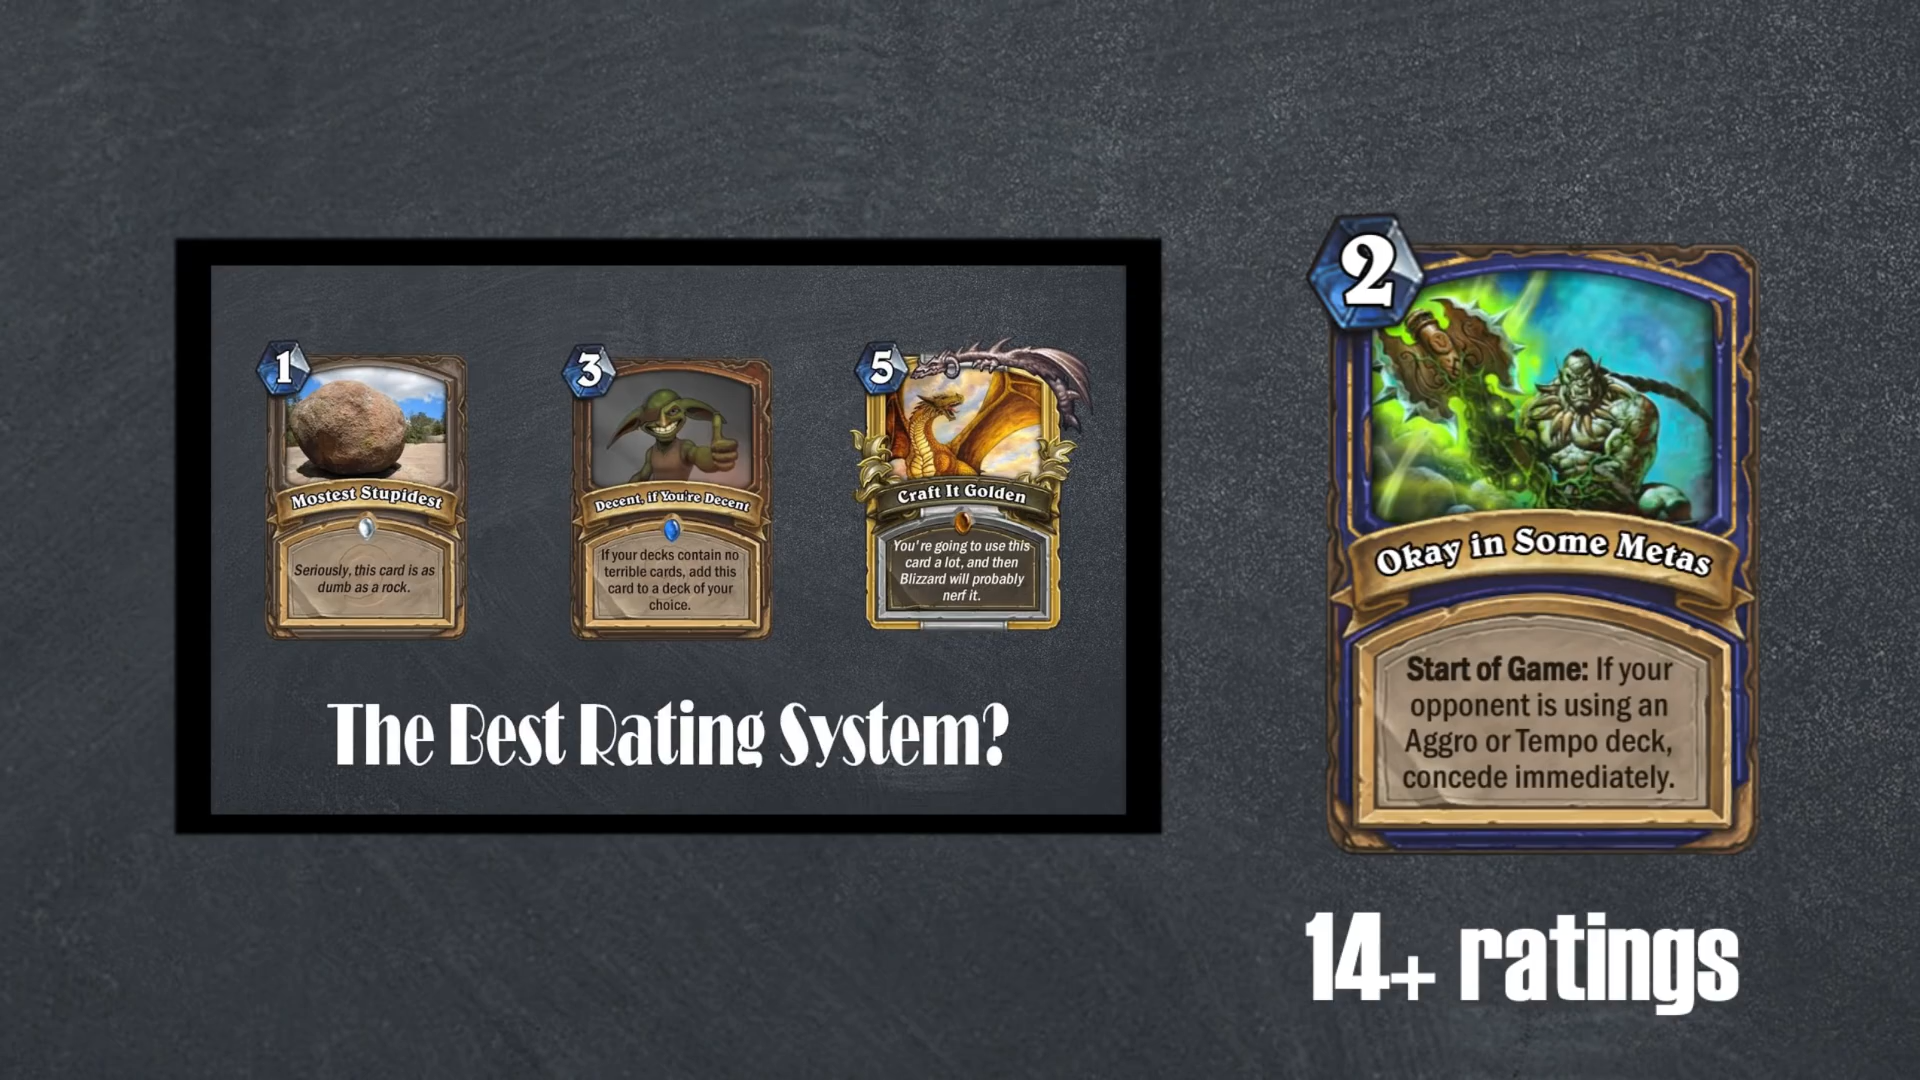 1
Mostest Stupidest
Seriously, this card is as
dumb as a rock.
3
Decent, if You're Decent
If your decks contain no
terrible cards, add this
card to a deck of your
choice.
5
Craft It Golden
You're going to use this
card a lot, and then
Blizzard will probably
nerf it.
The Best Rating System?
2
Okay in Some Metas
Start of Game: If your
opponent is using an
Aggro or Tempo deck,
concede immediately.
14+ ratings